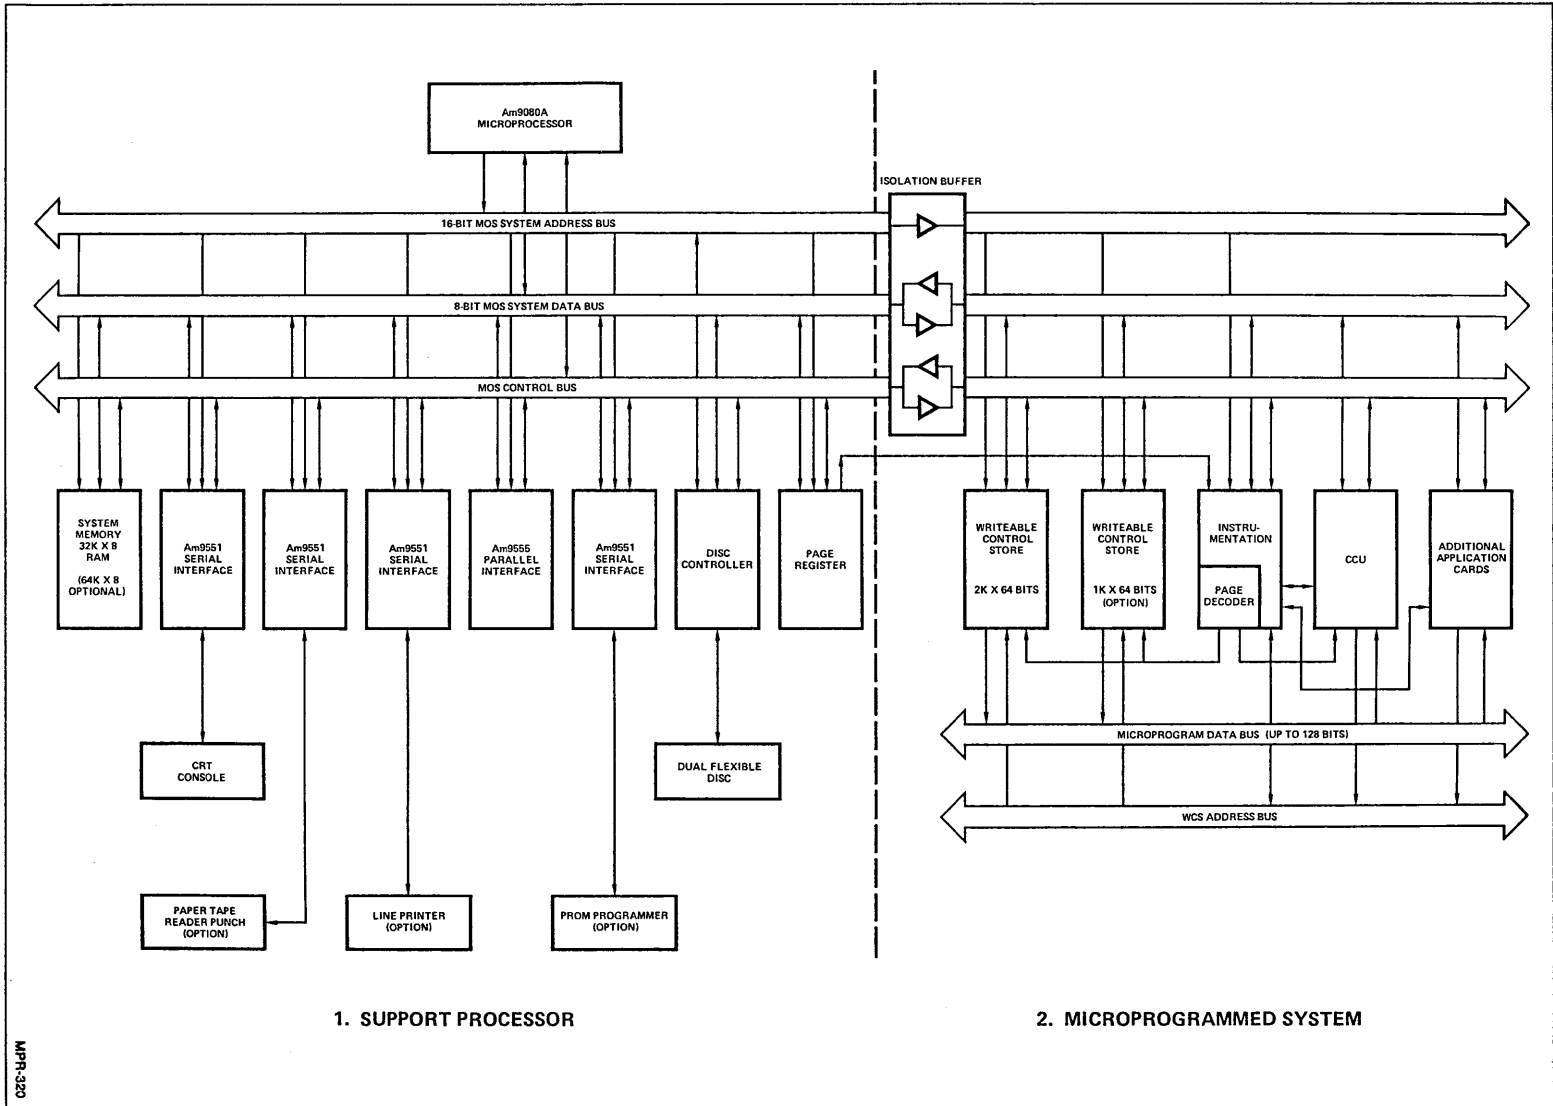 Am9080A
MICROPROCESSOR
ISOLATION BUFFER
16-BIT MOS SYSTEM ADDRESS BUS
8-BIT MOS SYSTEM DATA BUS
MOS CONTROL BUS
SYSTEM
MEMORY
32K X 8
RAM
(64K X 8
OPTIONAL)
Am9551
SERIAL
INTERFACE
Am9551
SERIAL
INTERFACE
Am9551
SERIAL
INTERFACE
Am9555
PARALLEL
INTERFACE
Am9551
SERIAL
INTERFACE
DISC
CONTROLLER
PAGE
REGISTER
WRITEABLE
CONTROL
STORE
2K X 64 BITS
WRITEABLE
CONTROL
STORE
1K X 64 BITS
(OPTION)
INSTRU-
MENTATION
PAGE
DECODER
CCU
ADDITIONAL
APPLICATION
CARDS
MICROPROGRAM DATA BUS (UP TO 128 BITS)
CRT
CONSOLE
DUAL FLEXIBLE
DISC
WCS ADDRESS BUS
PAPER TAPE
READER PUNCH
(OPTION)
LINE PRINTER
(OPTION)
PROM PROGRAMMER
(OPTION)
1. SUPPORT PROCESSOR
2. MICROPROGRAMMED SYSTEM
MPR-320